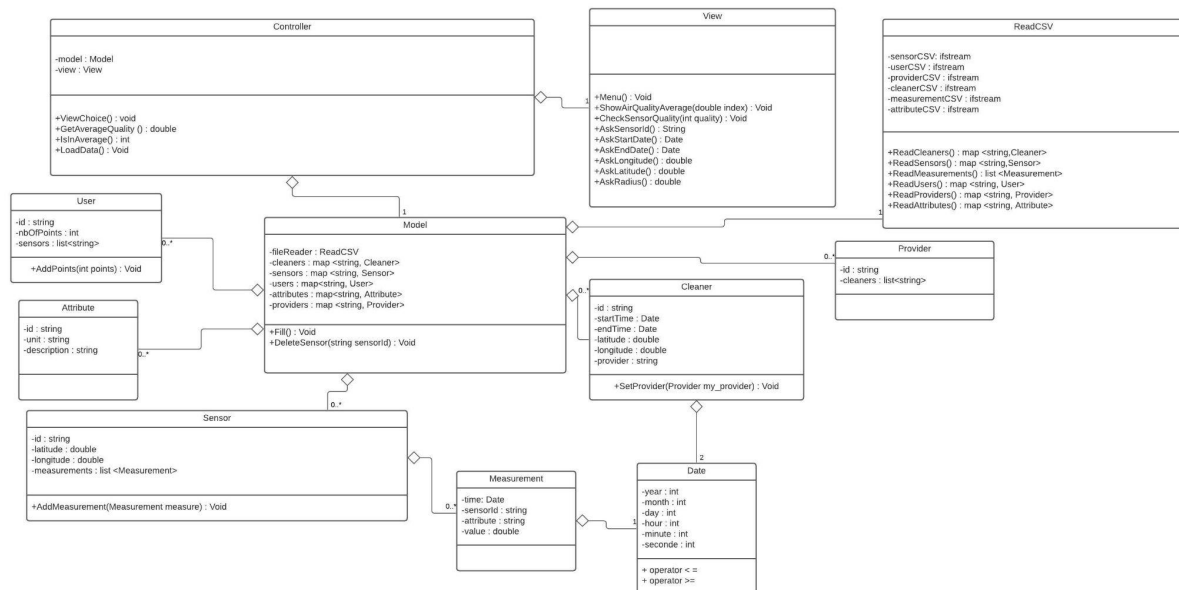 Controller
-model : Model
-view : View
+ViewChoice() : void
+GetAverageQuality () : double
+IsInAverage() : int
+LoadData() : Void
1
View
+Menu() : Void
+ShowAirQualityAverage(double index) : Void
+CheckSensorQuality(int quality) : Void
+AskSensorId() : String
+AskStartDate() : Date
+AskEndDate() : Date
+AskLongitude() : double
+AskLatitude() : double
+AskRadius() : double
1
ReadCSV
-sensorCSV: ifstream
-userCSV : ifstream
-providerCSV : ifstream
-cleanerCSV : ifstream
-measurementCSV : ifstream
-attributeCSV : ifstream
+ReadCleaners() : map <string,Cleaner>
+ReadSensors() : map <string,Sensor>
+ReadMeasurements() : list <Measurement>
+ReadUsers() : map <string, User>
+ReadProviders() : map <string, Provider>
+ReadAttributes() : map <string, Attribute>
1
User
-id : string
-nbOfPoints : int
-sensors : list<string>
+AddPoints(int points) : Void
0..*
Model
-fileReader : ReadCSV
-cleaners : map <string, Cleaner>
-sensors : map <string, Sensor>
-users : map<string, User>
-attributes : map<string, Attribute>
-providers : map <string, Provider>
+Fill() : Void
+DeleteSensor(string sensorId) : Void
Provider
-id : string
-cleaners : list<string>
0..*
Cleaner
-id : string
-startTime : Date
-endTime : Date
-latitude : double
-longitude : double
-provider : string
+SetProvider(Provider my_provider) : Void
0..*
Attribute
-id : string
-unit : string
-description : string
0..*
Sensor
-id : string
-latitude : double
-longitude : double
-measurements : list <Measurement>
+AddMeasurement(Measurement measure) : Void
0..*
Measurement
-time: Date
-sensorId : string
-attribute : string
-value : double
0..*
2
Date
-year : int
-month : int
-day : int
-hour : int
-minute : int
-seconde : int
+ operator < =
+ operator >=
1